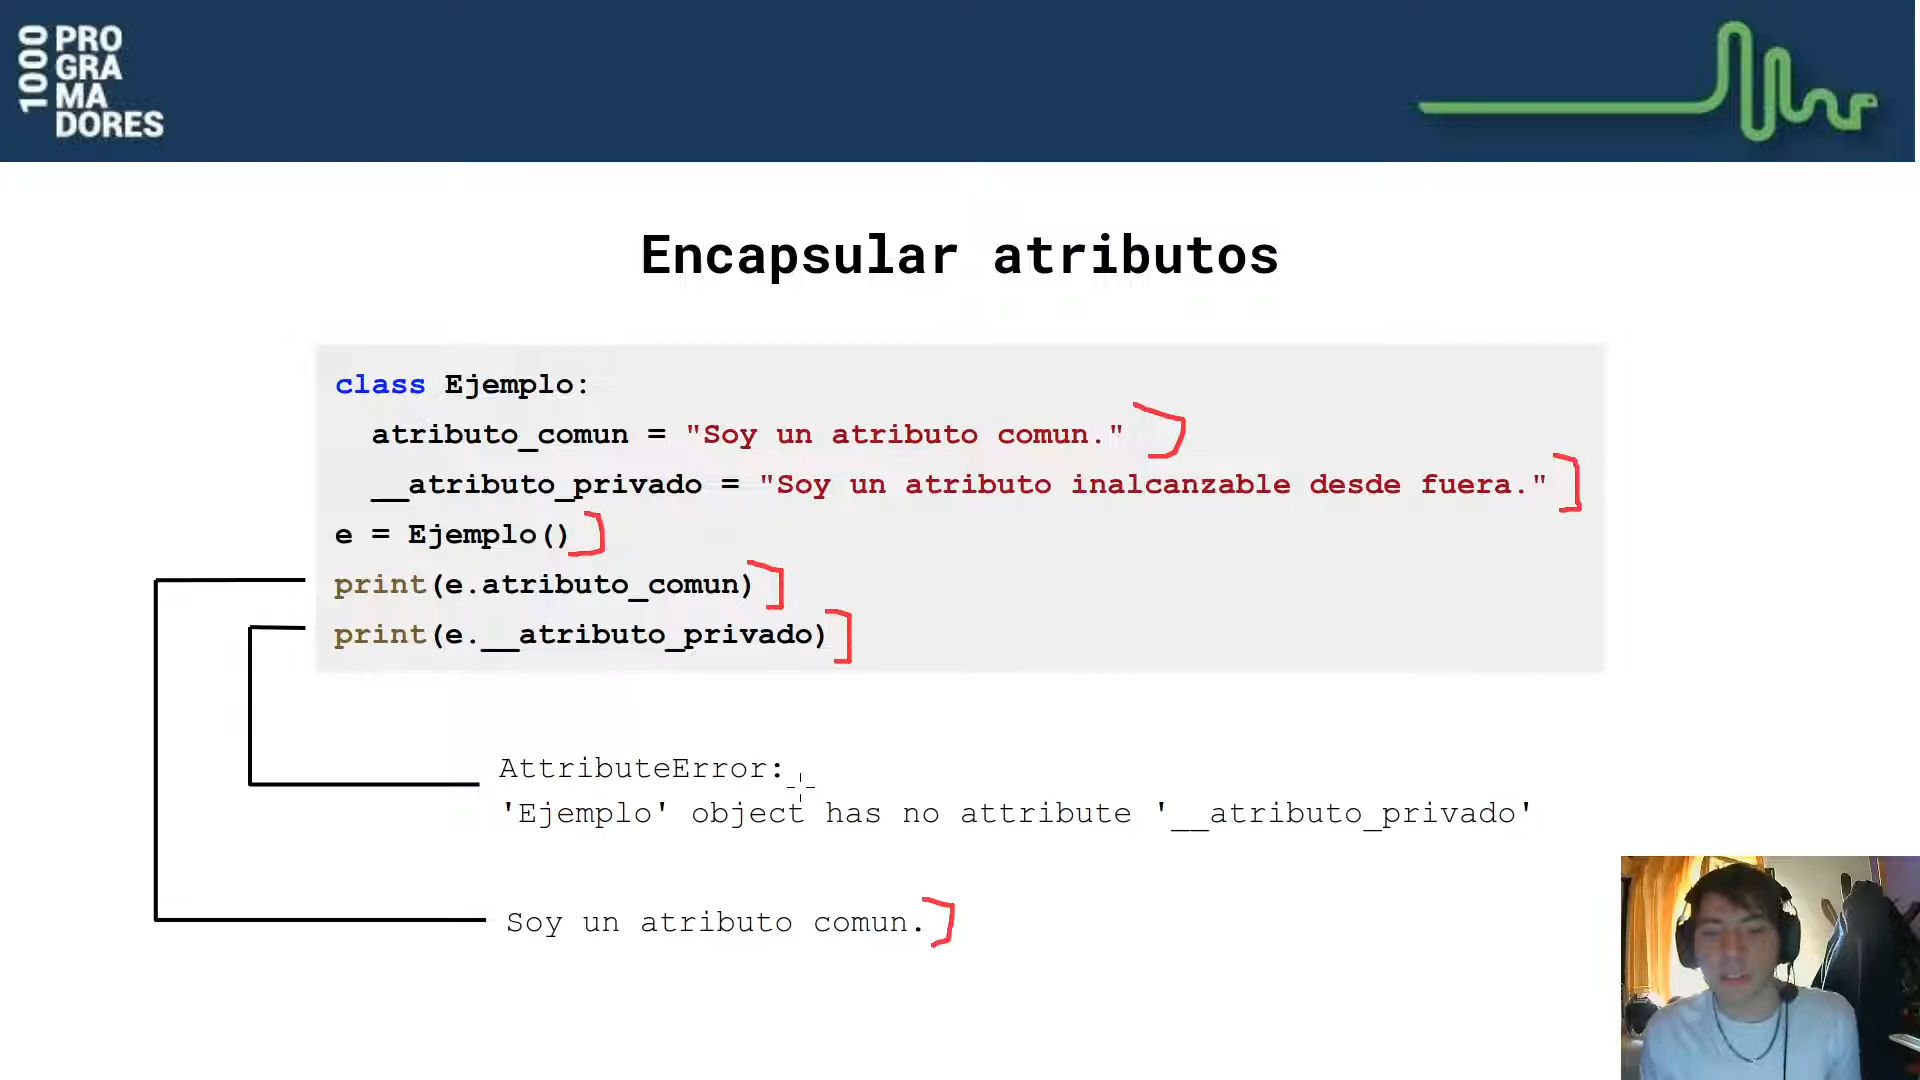 1000
PRO
GRA
MA
DORES
Encapsular atributos
class Ejemplo:
atributo_comun = "Soy un atributo comun."
__atributo_privado = "Soy un atributo inalcanzable desde fuera."
e = Ejemplo()
print(e.atributo_comun)
print(e.__atributo_privado)
AttributeError:
'Ejemplo' object has no attribute '__atributo_privado'
Soy un atributo comun.